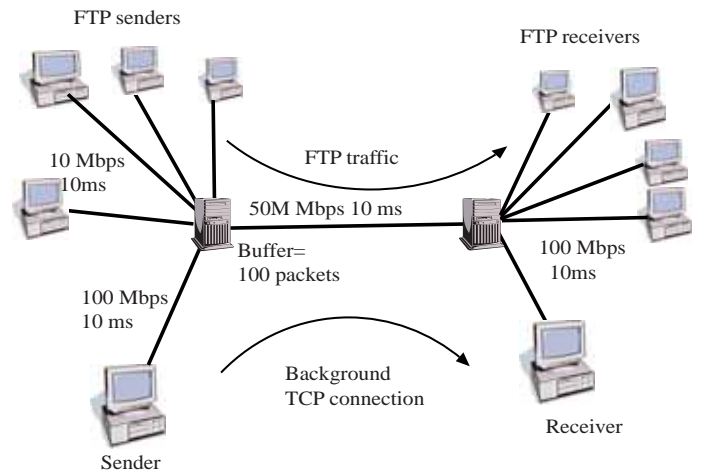 FTP senders
FTP receivers
10 Mbps
10ms
FTP traffic
50M Mbps 10 ms
Buffer=
100 packets
100 Mbps
10ms
100 Mbps
10 ms
Background
TCP connection
Receiver
Sender